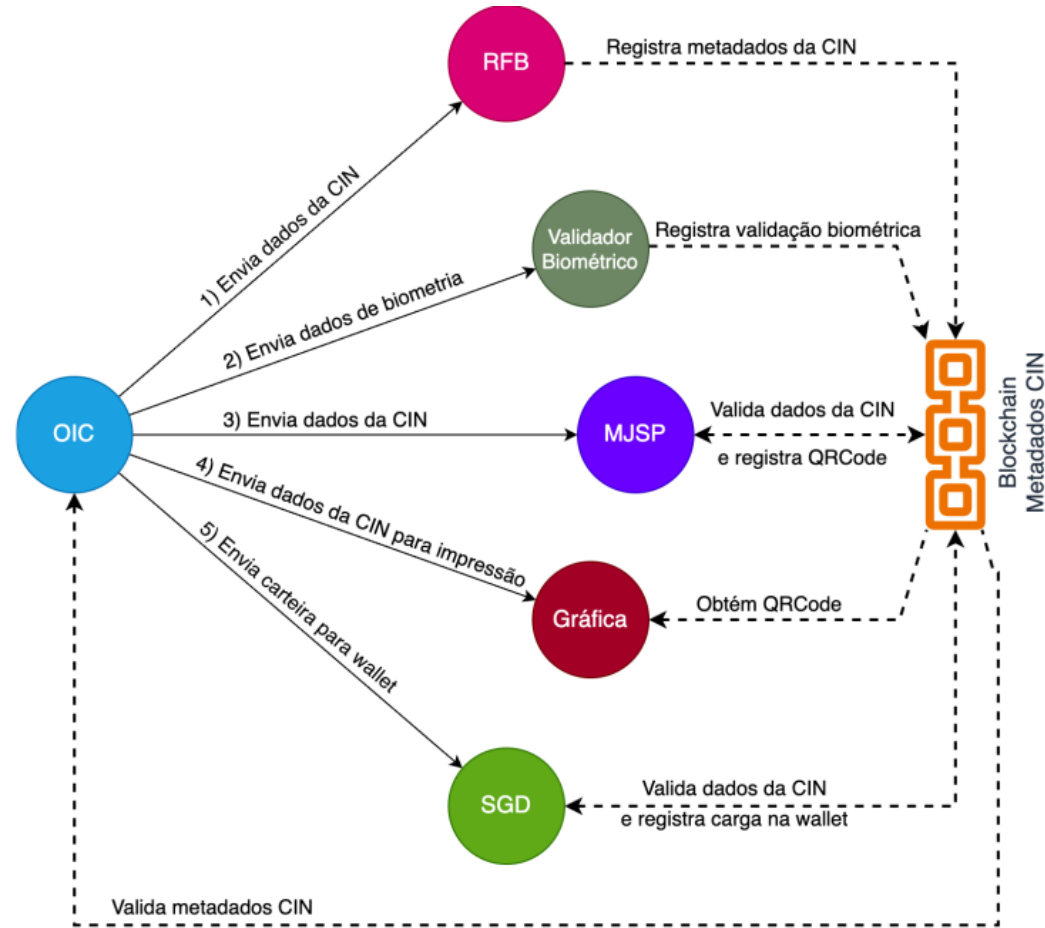 RFB
Registra metadados da CIN
1) Envia dados da CIN
Validador
Biométrico
Registra validação biométrica
2) Envia dados de biometria
OIC
3) Envia dados da CIN
MJSP
Valida dados da CIN
e registra QRCode
Blockchain
Metadados CIN
4) Envia dados da CIN para impressão
Gráfica
Obtém QRCode
5) Envia carteira para wallet
SGD
Valida dados da CIN
e registra carga na wallet
Valida metadados CIN